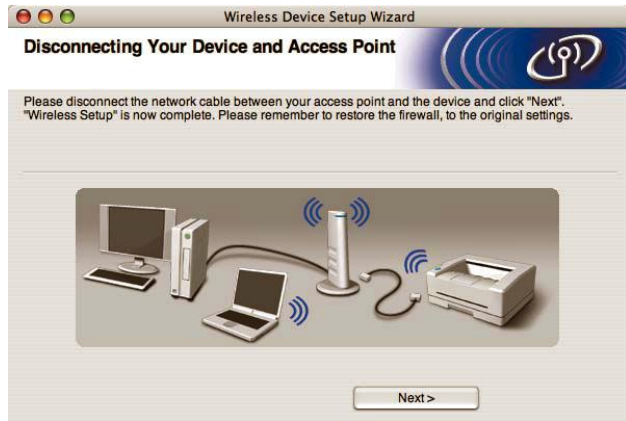 Wireless Device Setup Wizard
Disconnecting Your Device and Access Point
Please disconnect the network cable between your access point and the device and click "Next".
"Wireless Setup" is now complete. Please remember to restore the firewall, to the original settings.
Next >